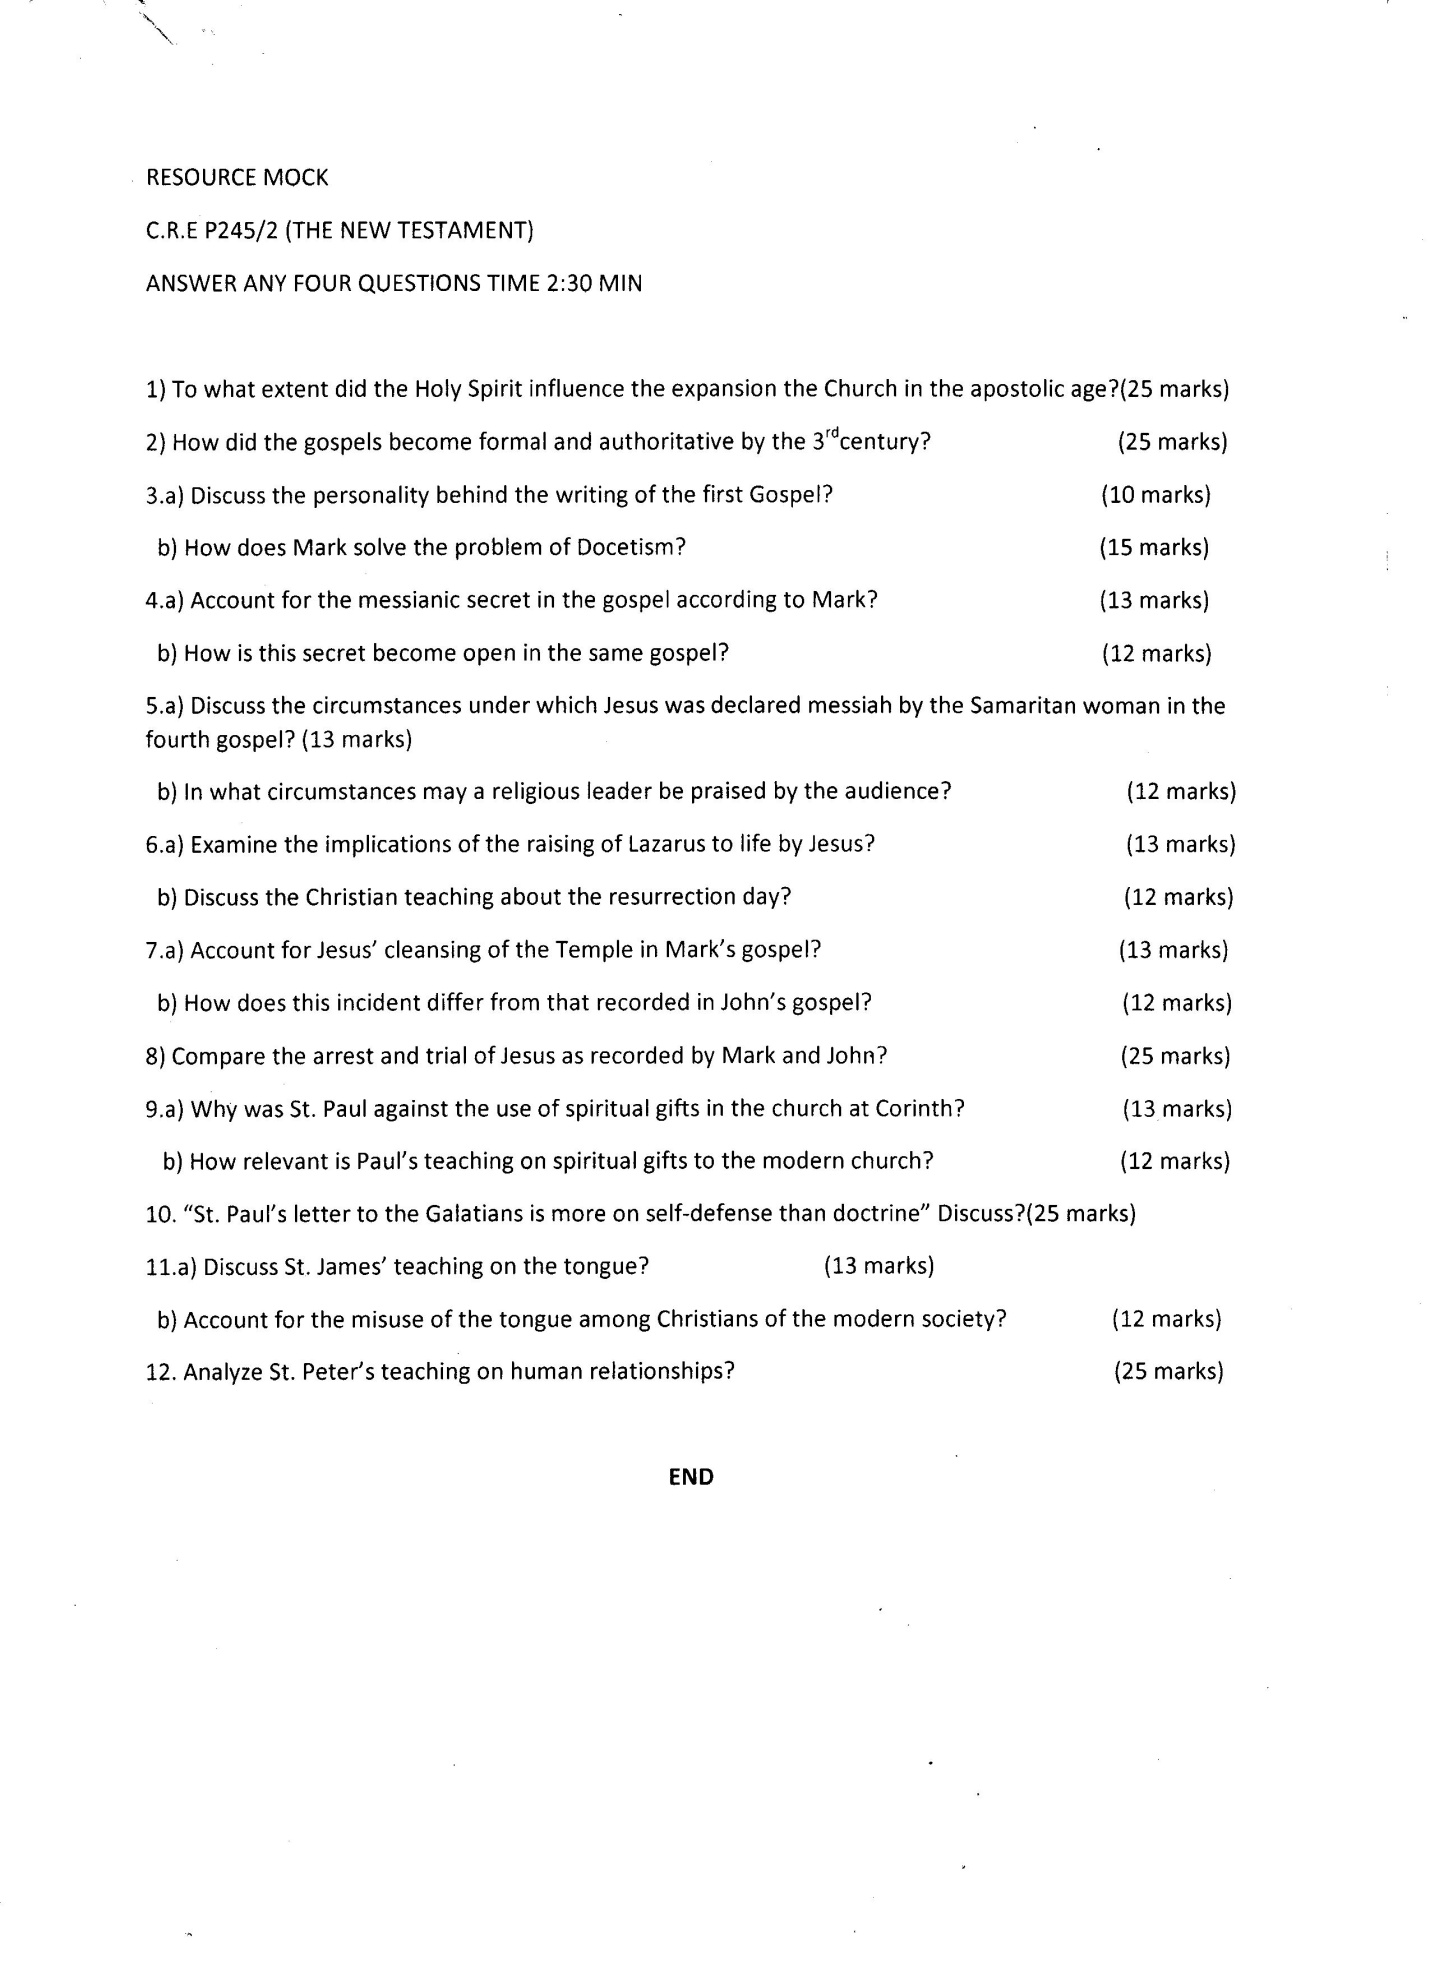 RESOURCE MOCK
C.R.E P245/2 (THE NEW TESTAMENT)
ANSWER ANY FOUR QUESTIONS TIME 2:30 MIN
1) To what extent did the Holy Spirit influence the expansion the Church in the apostolic age?(25 marks)
2) How did the gospels become formal and authoritative by the 3rdcentury? (25 marks)
3.a) Discuss the personality behind the writing of the first Gospel? (10 marks)
b) How does Mark solve the problem of Docetism? (15 marks)
4.a) Account for the messianic secret in the gospel according to Mark? (13 marks)
b) How is this secret become open in the same gospel? (12 marks)
5.a) Discuss the circumstances under which Jesus was declared messiah by the Samaritan woman in the
fourth gospel? (13 marks)
b) In what circumstances may a religious leader be praised by the audience? (12 marks)
6.a) Examine the implications of the raising of Lazarus to life by Jesus? (13 marks)
b) Discuss the Christian teaching about the resurrection day? (12 marks)
7.a) Account for Jesus' cleansing of the Temple in Mark's gospel? (13 marks)
b) How does this incident differ from that recorded in John's gospel? (12 marks)
8) Compare the arrest and trial of Jesus as recorded by Mark and John? (25 marks)
9.a) Why was St. Paul against the use of spiritual gifts in the church at Corinth? (13 marks)
b) How relevant is Paul's teaching on spiritual gifts to the modern church? (12 marks)
10. "St. Paul's letter to the Galatians is more on self-defense than doctrine" Discuss?(25 marks)
11.a) Discuss St. James' teaching on the tongue? (13 marks)
b) Account for the misuse of the tongue among Christians of the modern society? (12 marks)
12. Analyze St. Peter's teaching on human relationships? (25 marks)
END